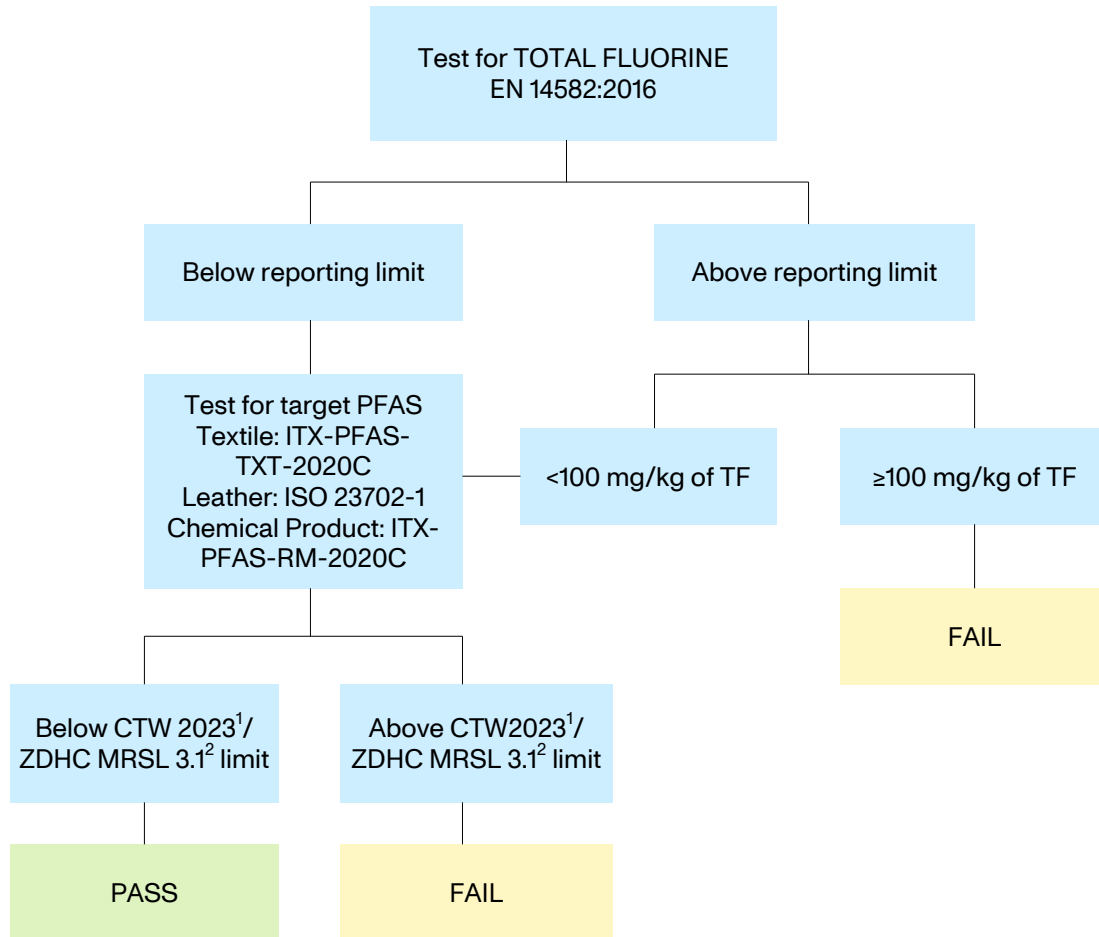 Test for TOTAL FLUORINE
EN 14582:2016
Below reporting limit
Above reporting limit
Test for target PFAS
Textile: ITX-PFAS-
TXT-2020C
Leather: ISO 23702-1
Chemical Product: ITX-
PFAS-RM-2020C
<100 mg/kg of TF
≥100 mg/kg of TF
FAIL
Below CTW 2023¹/
ZDHC MRSL 3.1² limit
Above CTW2023¹/
ZDHC MRSL 3.1² limit
PASS
FAIL